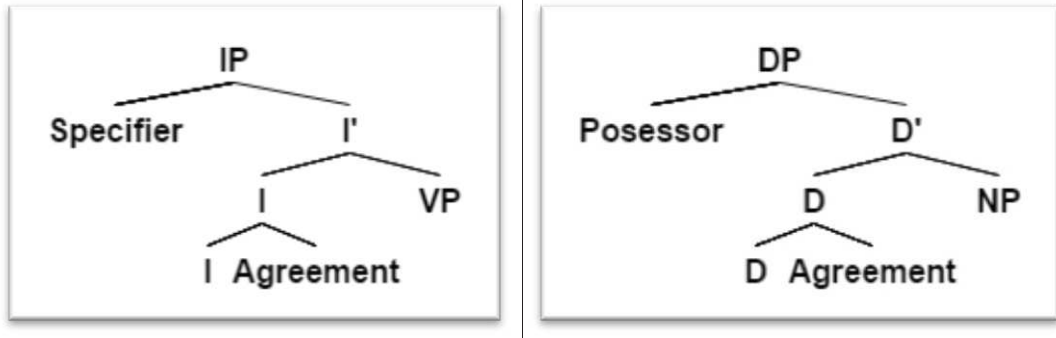 IP
Specifier I'
I VP
I Agreement
DP
Posessor D'
D NP
D Agreement